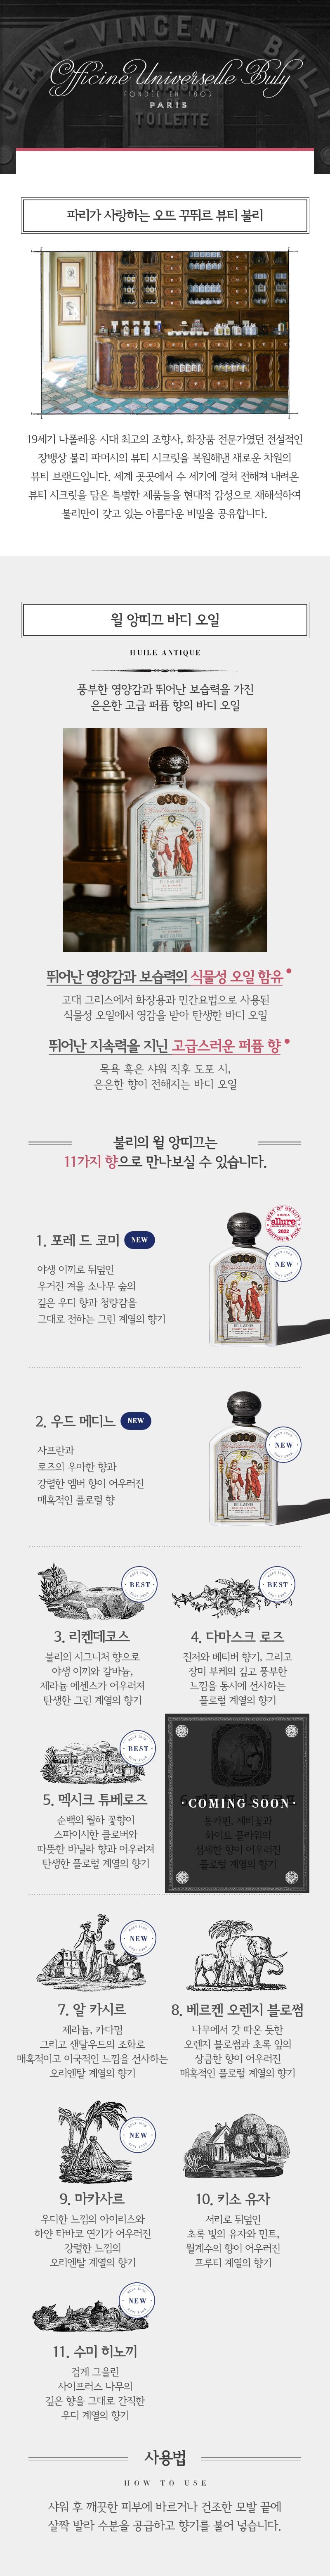 JEAN VINCENT BULLY
Officine Universelle Buly
FONDÉE EN 1803
PARIS
TOILETTE
파리가 사랑하는 오뜨 꾸뛰르 뷰티 불리
19세기 나폴레옹 시대 최고의 조향사, 화장품 전문가였던 전설적인
장뱅상 불리 파머시의 뷰티 시크릿을 복원해낸 새로운 차원의
뷰티 브랜드입니다. 세계 곳곳에서 수 세기에 걸쳐 전해져 내려온
뷰티 시크릿을 담은 특별한 제품들을 현대적 감성으로 재해석하여
불리만이 갖고 있는 아름다운 비밀을 공유합니다.
윌 앙띠끄 바디 오일
HUILE ANTIQUE
풍부한 영양감과 뛰어난 보습력을 가진
은은한 고급 퍼퓸 향의 바디 오일
뛰어난 영양감과 보습력의 식물성 오일 함유
고대 그리스에서 화장용과 민간요법으로 사용된
식물성 오일에서 영감을 받아 탄생한 바디 오일
뛰어난 지속력을 지닌 고급스러운 퍼퓸 향
목욕 혹은 샤워 직후 도포 시,
은은한 향이 전해지는 바디 오일
불리의 윌 앙띠끄는
11가지 향으로 만나보실 수 있습니다.
BEST OF BEAUTY
KOREA
allure
2022
EDITOR'S PICK
1. 포레 드 코미 NEW
NEW
야생 이끼로 뒤덮인
우거진 겨울 소나무 숲의
깊은 우디 향과 청량감을
그대로 전하는 그린 계열의 향기
2. 우드 메디느 NEW
NEW
사프란과
로즈의 우아한 향과
강렬한 엠버 향이 어우러진
매혹적인 플로럴 향
BEST
BEST
3. 리켄데코스
불리의 시그니처 향으로
야생 이끼와 갈바늄,
제라늄 에센스가 어우러져
탄생한 그린 계열의 향기
4. 다마스크 로즈
진저와 베티버 향기, 그리고
장미 부케의 깊고 풍부한
느낌을 동시에 선사하는
플로럴 계열의 향기
BEST
5. 멕시크 튜베로즈
순백의 월하 꽃향이
스파이시한 클로버와
따뜻한 바닐라 향과 어우러져
탄생한 플로럴 계열의 향기
COMING SOON
화이트 플라워의
섬세한 향이 어우러진
플로럴 계열의 향기
NEW
7. 알 카시르
제라늄, 카다멈
그리고 샌달우드의 조화로
매혹적이고 이국적인 느낌을 선사하는
오리엔탈 계열의 향기
8. 베르켄 오렌지 블로썸
나무에서 갓 따온 듯한
오렌지 블로썸과 초록 잎의
상큼한 향이 어우러진
매혹적인 플로럴 계열의 향기
NEW
9. 마카사르
우디한 느낌의 아이리스와
하얀 타바코 연기가 어우러진
강렬한 느낌의
오리엔탈 계열의 향기
10. 키소 유자
서리로 뒤덮인
초록 빛의 유자와 민트,
월계수의 향이 어우러진
프루티 계열의 향기
NEW
11. 수미 히노끼
검게 그을린
사이프러스 나무의
깊은 향을 그대로 간직한
우디 계열의 향기
사용법
HOW TO USE
샤워 후 깨끗한 피부에 바르거나 건조한 모발 끝에
살짝 발라 수분을 공급하고 향기를 불어 넣습니다.